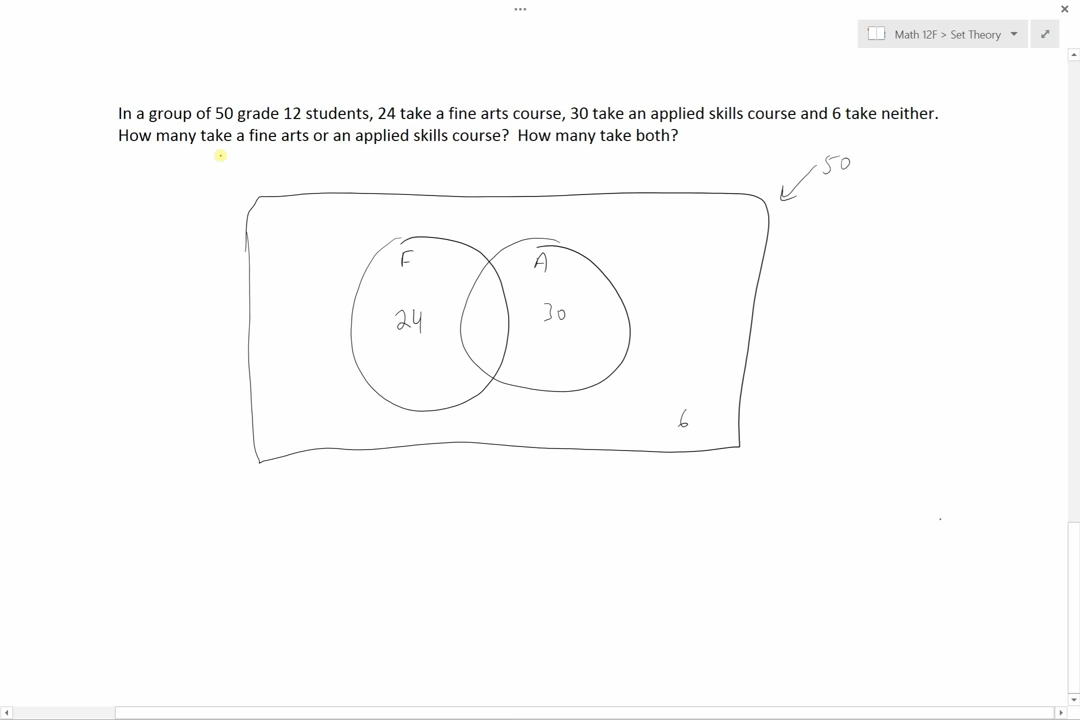 Math 12F > Set Theory
In a group of 50 grade 12 students, 24 take a fine arts course, 30 take an applied skills course and 6 take neither.
How many take a fine arts or an applied skills course? How many take both?
50
F
A
24
30
6